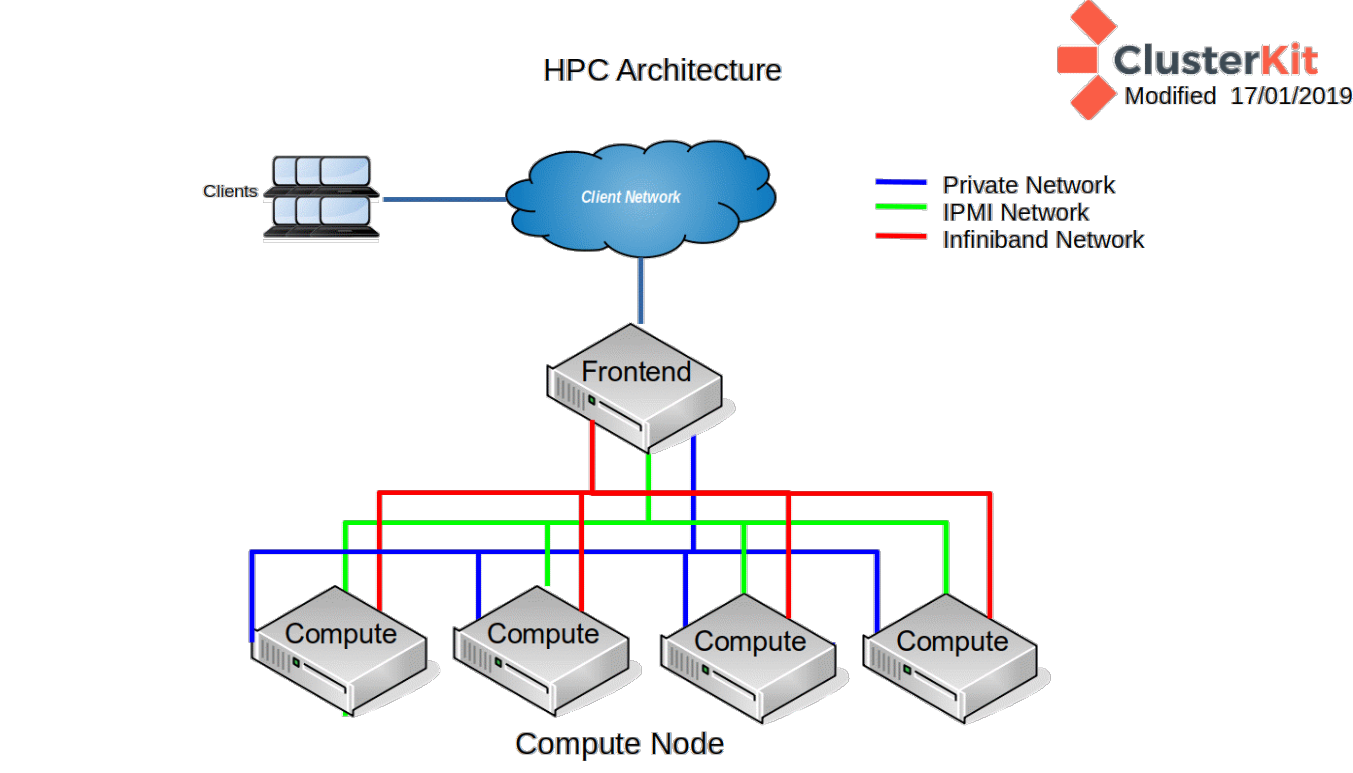 HPC Architecture
ClusterKit
Modified 17/01/2019
Clients
Client Network
Private Network
IPMI Network
Infiniband Network
Frontend
Compute
Compute
Compute
Compute
Compute Node